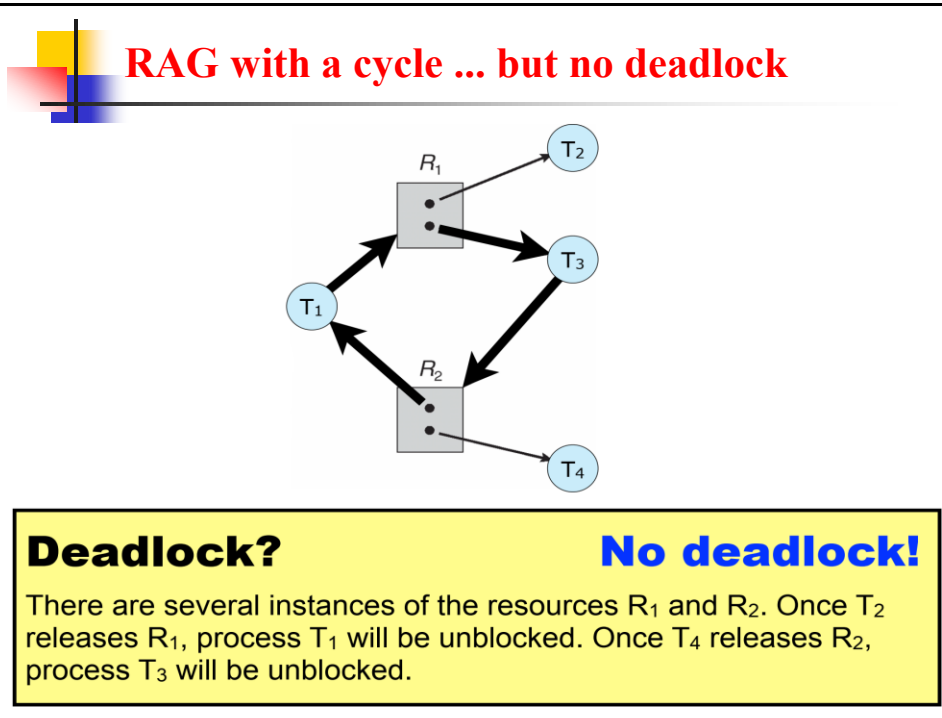 RAG with a cycle ... but no deadlock
T2
R1
T3
T1
R2
T4
Deadlock? No deadlock!
There are several instances of the resources R1 and R2. Once T2
releases R1, process T1 will be unblocked. Once T4 releases R2,
process T3 will be unblocked.